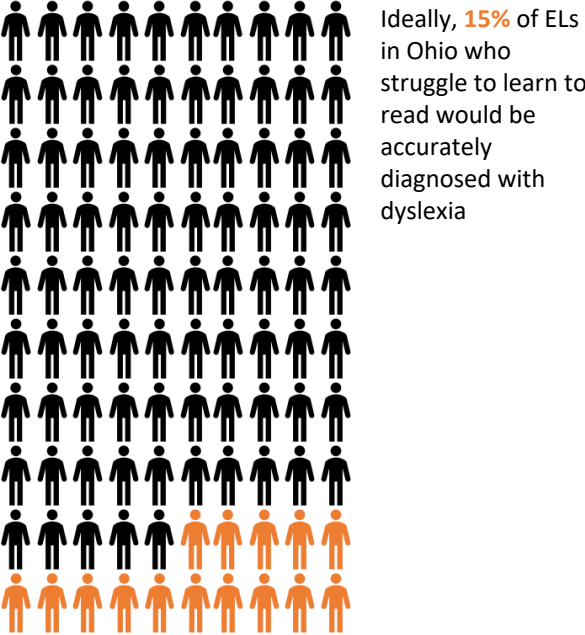 Ideally, 15% of ELs
in Ohio who
struggle to learn to
read would be
accurately
diagnosed with
dyslexia